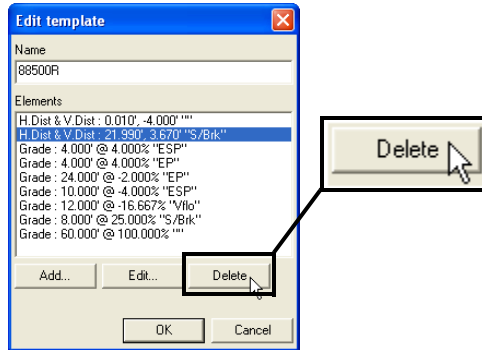 Edit template
Name
88500R
Elements
H.Dist & V.Dist : 0.010', -4.000' ""
H.Dist & V.Dist : 21.990', 3.670' "S/Brk"
Grade : 4.000' @ 4.000% "ESP"
Grade : 4.000' @ 4.000% "EP"
Grade : 24.000' @ -2.000% "EP"
Grade : 10.000' @ -4.000% "ESP"
Grade : 12.000' @ -16.667% "Vflo"
Grade : 8.000' @ 25.000% "S/Brk"
Grade : 60.000' @ 100.000% ""
Add... Edit... Delete
OK Cancel
Delete